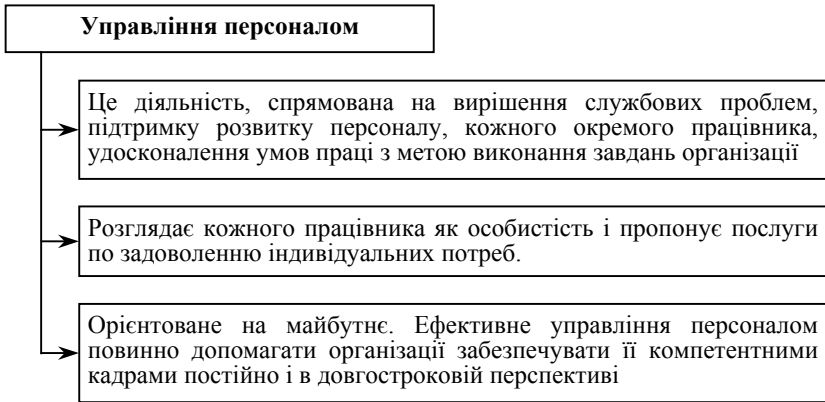 Управління персоналом
Це діяльність, спрямована на вирішення службових проблем,
підтримку розвитку персоналу, кожного окремого працівника,
удосконалення умов праці з метою виконання завдань організації
Розглядає кожного працівника як особистість і пропонує послуги
по задоволенню індивідуальних потреб.
Орієнтоване на майбутнє. Ефективне управління персоналом
повинно допомагати організації забезпечувати її компетентними
кадрами постійно і в довгостроковій перспективі